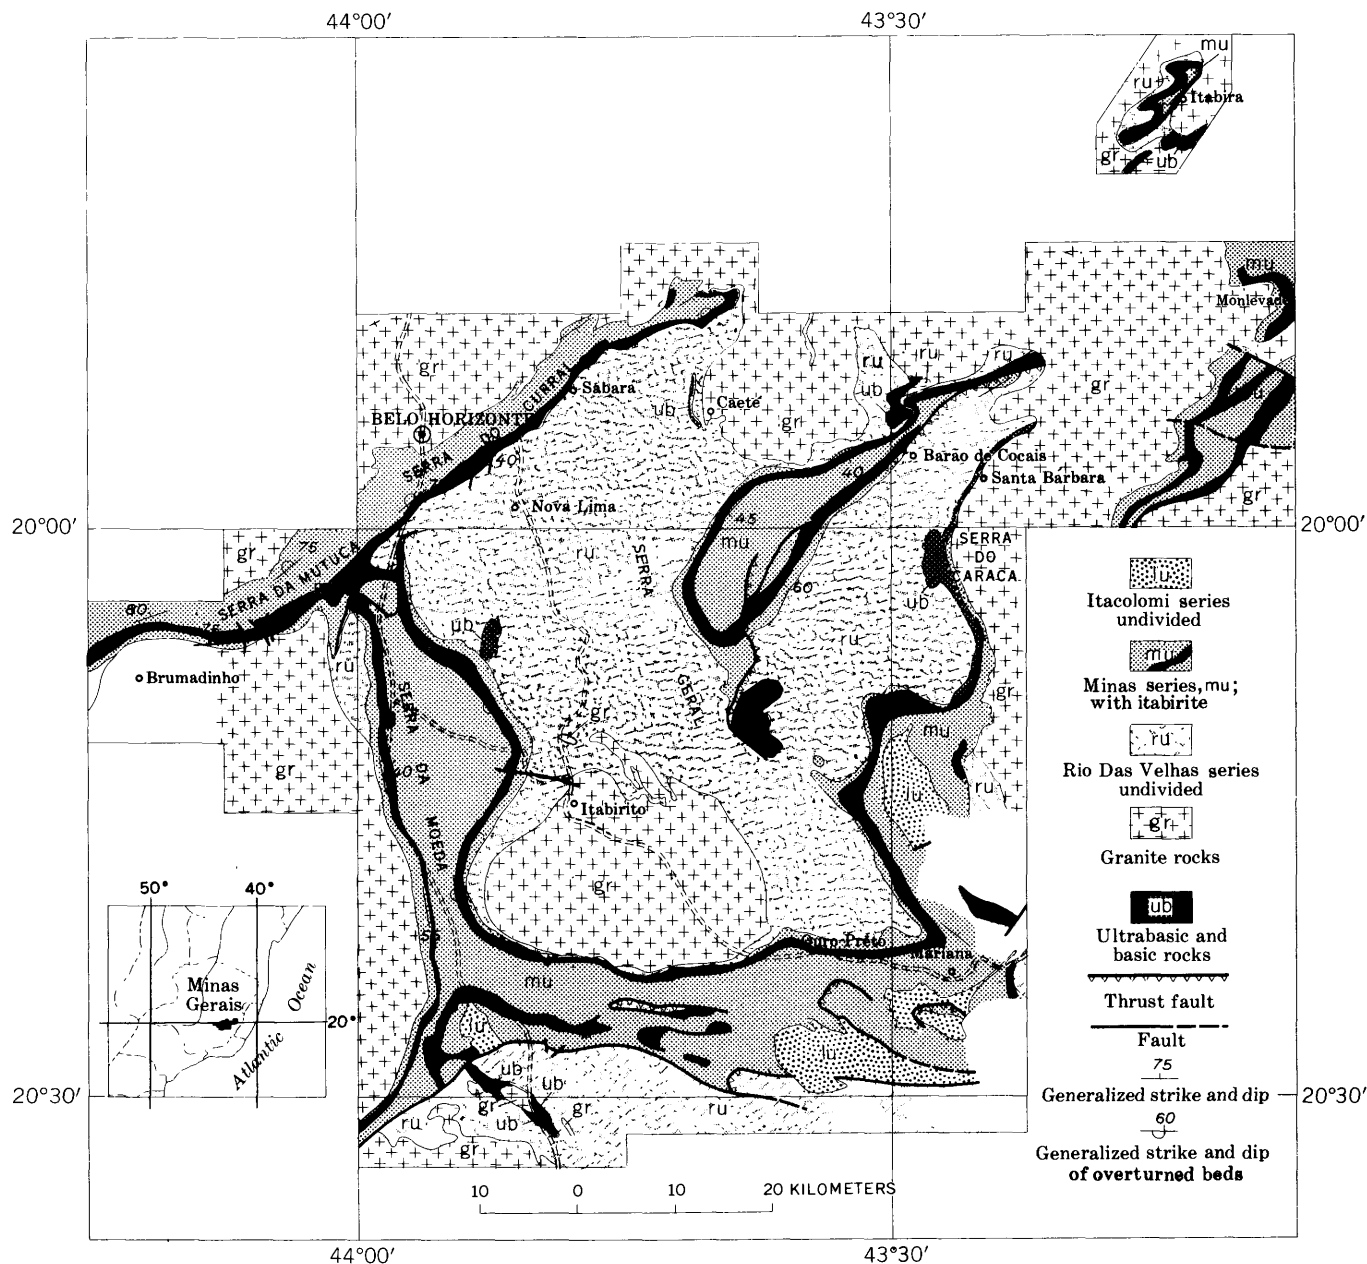 44°00′
43°30′
mu
ru
Itabira
gr
ub
mu
Monlevade
gr
ru
ru
ru
ub
gr
SERRA DO CURRAL
Sabara
ub
Caeté
gr
BELO HORIZONTE
40
40
Barão de Cocais
Santa Barbara
gr
45
Nova Lima
20°00′
20°00′
gr
75
SERRA DA MUTUCA
ru
mu
SERRA
DO
CARACA
60
80
75
ub
ub
ru
ru
Brumadinho
SERRA DA MOEDA
SERRA GERAL
gr
gr
mu
gr
40
lu
ru
Itabirito
gr
Ouro Prêto
Mariana
mu
lu
lu
ub
ub
gr
gr
ub
ru
ru
gr
lu
Itacolomi series
undivided
mu
Minas series, mu;
with itabirite
ru
Rio Das Velhas series
undivided
gr
Granite rocks
ub
Ultrabasic and
basic rocks
Thrust fault
Fault
75
Generalized strike and dip
60
Generalized strike and dip
of overturned beds
50°
40°
Minas
Gerais
Atlantic Ocean
20°
20°30′
20°30′
10 0 10 20 KILOMETERS
44°00′
43°30′